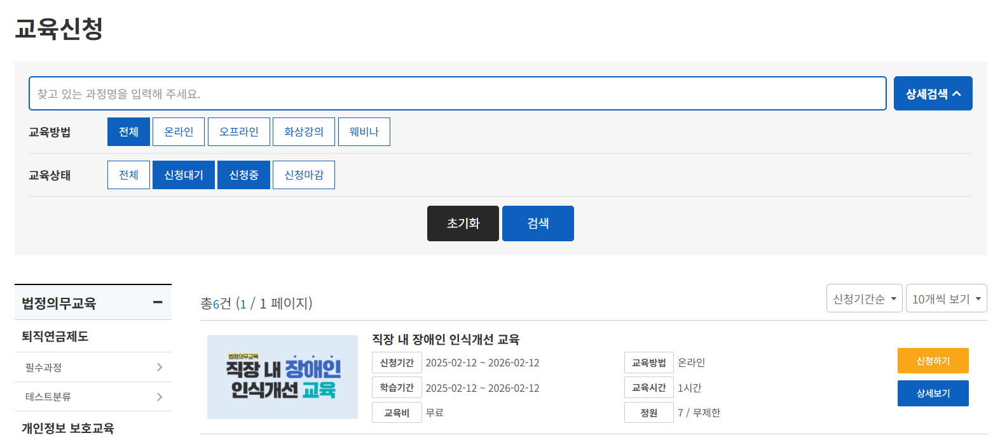 교육신청
찾고 있는 과정명을 입력해 주세요.
상세검색
교육방법 전체 온라인 오프라인 화상강의 웨비나
교육상태 전체 신청대기 신청중 신청마감
초기화 검색
법정의무교육
퇴직연금제도
필수과정
테스트분류
개인정보 보호교육
총6건 (1 / 1 페이지)
신청기간순 10개씩 보기
법정의무교육
직장 내 장애인
인식개선 교육
직장 내 장애인 인식개선 교육
신청기간 2025-02-12 ~ 2026-02-12 교육방법 온라인
학습기간 2025-02-12 ~ 2026-02-12 교육시간 1시간
교육비 무료 정원 7 / 무제한
신청하기
상세보기